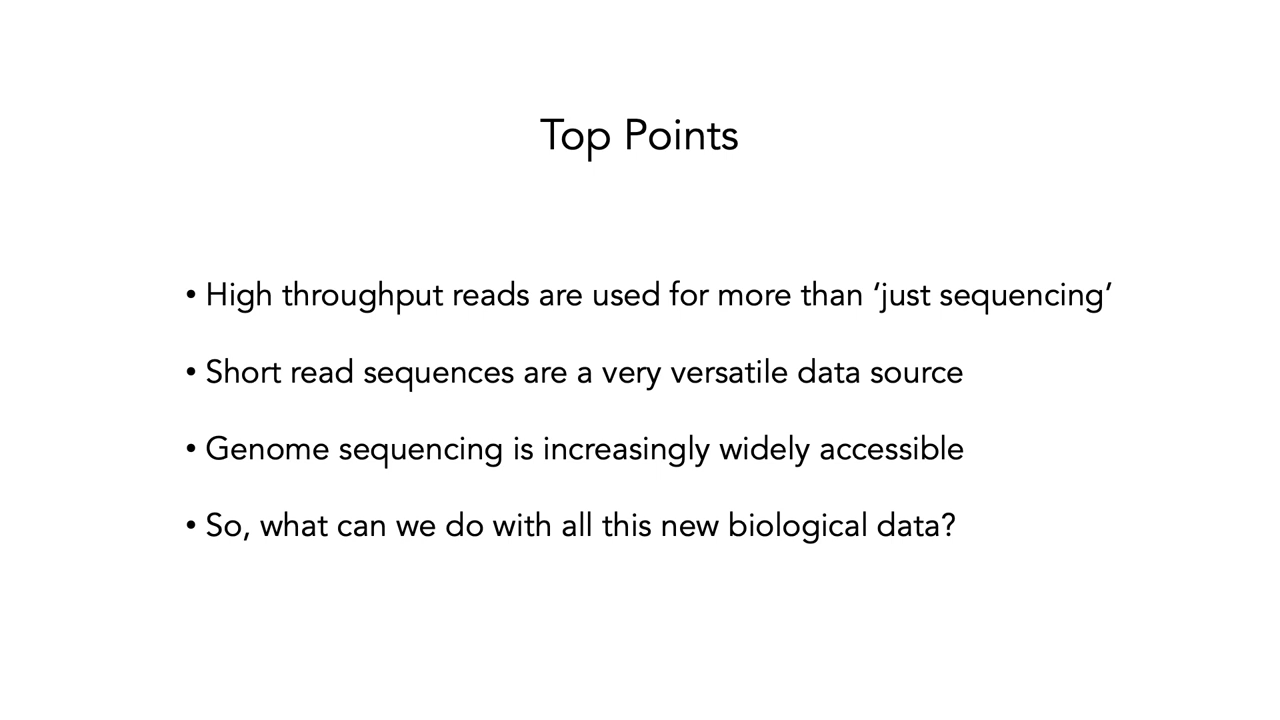 Top Points
• High throughput reads are used for more than ‘just sequencing’
• Short read sequences are a very versatile data source
• Genome sequencing is increasingly widely accessible
• So, what can we do with all this new biological data?